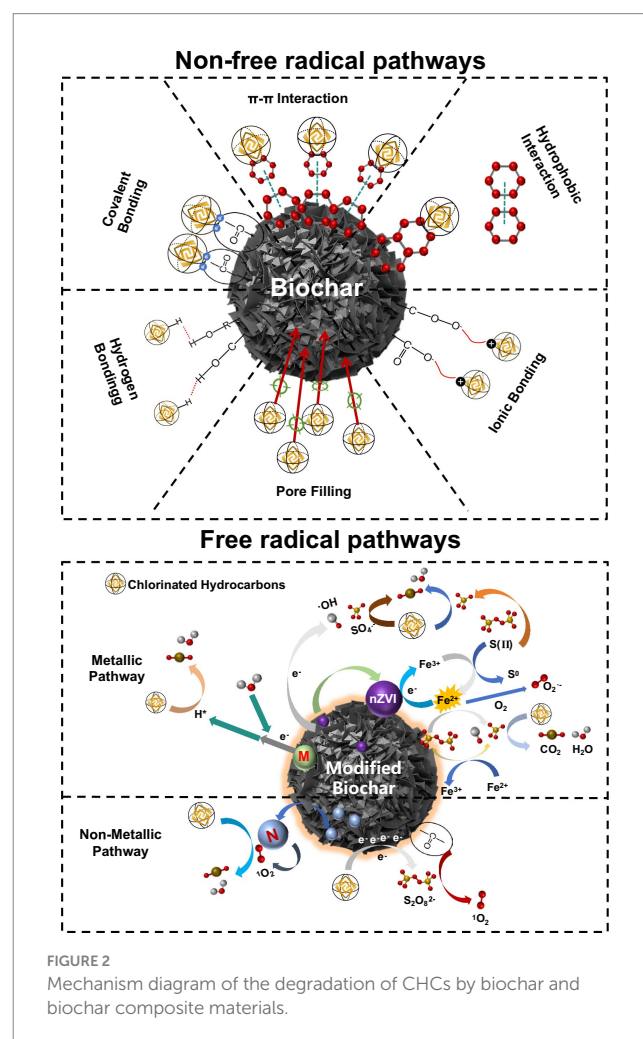 Non-free radical pathways
π-π Interaction
Covalent
Bonding
Hydrophobic
Interaction
C
O
C
O
Biochar
H
H
O
R
H
O
C
Hydrogen
Bondingg
C
O
O
C
O
O
+
+
Ionic Bonding
Pore Filling
Free radical pathways
Chlorinated Hydrocarbons
·OH
SO₄⁻
S(II)
Metallic
Pathway
Fe³⁺
S⁰
e⁻
nZVI
e⁻
Fe²⁺
O₂
O₂˙⁻
H*
e⁻
M
Modified
Biochar
CO₂
H₂O
Fe³⁺
Fe²⁺
Non-Metallic
Pathway
N
¹O₂
e⁻ e⁻ e⁻ e⁻
e⁻
C
O
S₂O₈²⁻
¹O₂
FIGURE 2
Mechanism diagram of the degradation of CHCs by biochar and
biochar composite materials.